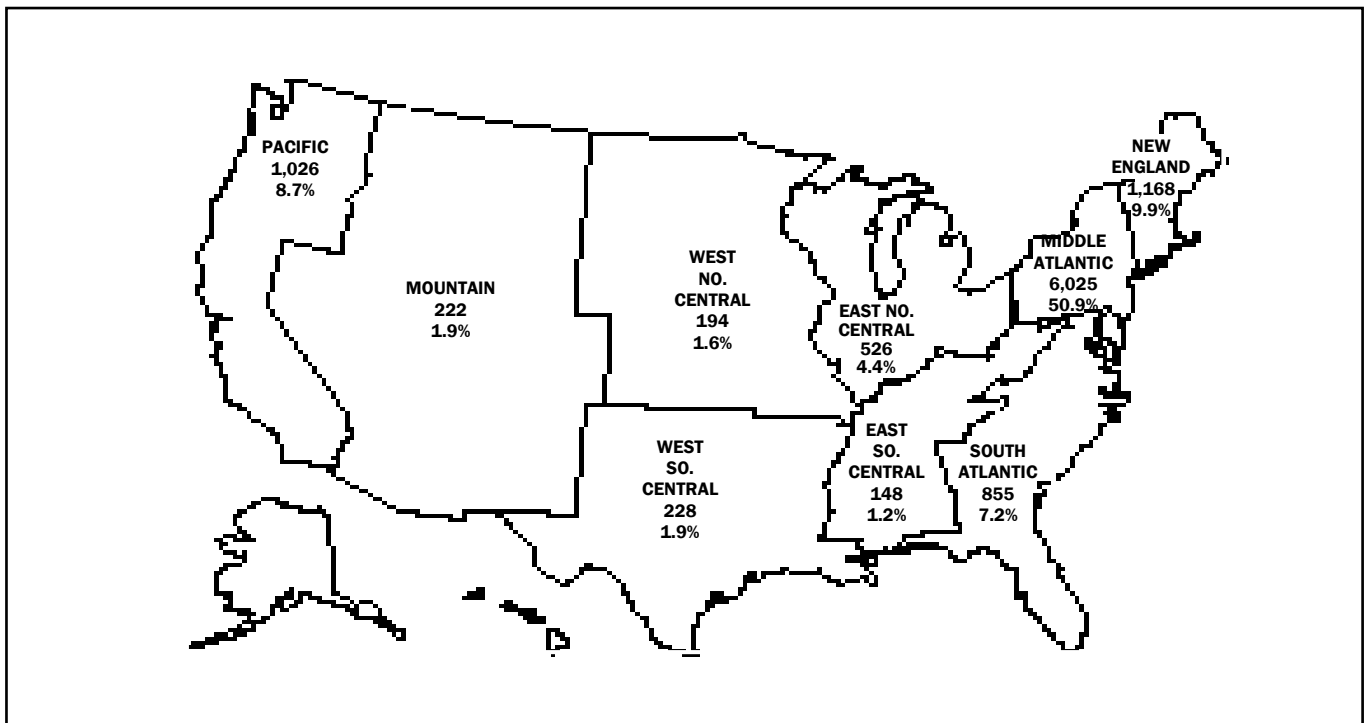 PACIFIC
1,026
8.7%
MOUNTAIN
222
1.9%
WEST
NO.
CENTRAL
194
1.6%
EAST NO.
CENTRAL
526
4.4%
NEW
ENGLAND
1,168
9.9%
MIDDLE
ATLANTIC
6,025
50.9%
WEST
SO.
CENTRAL
228
1.9%
EAST
SO.
CENTRAL
148
1.2%
SOUTH
ATLANTIC
855
7.2%